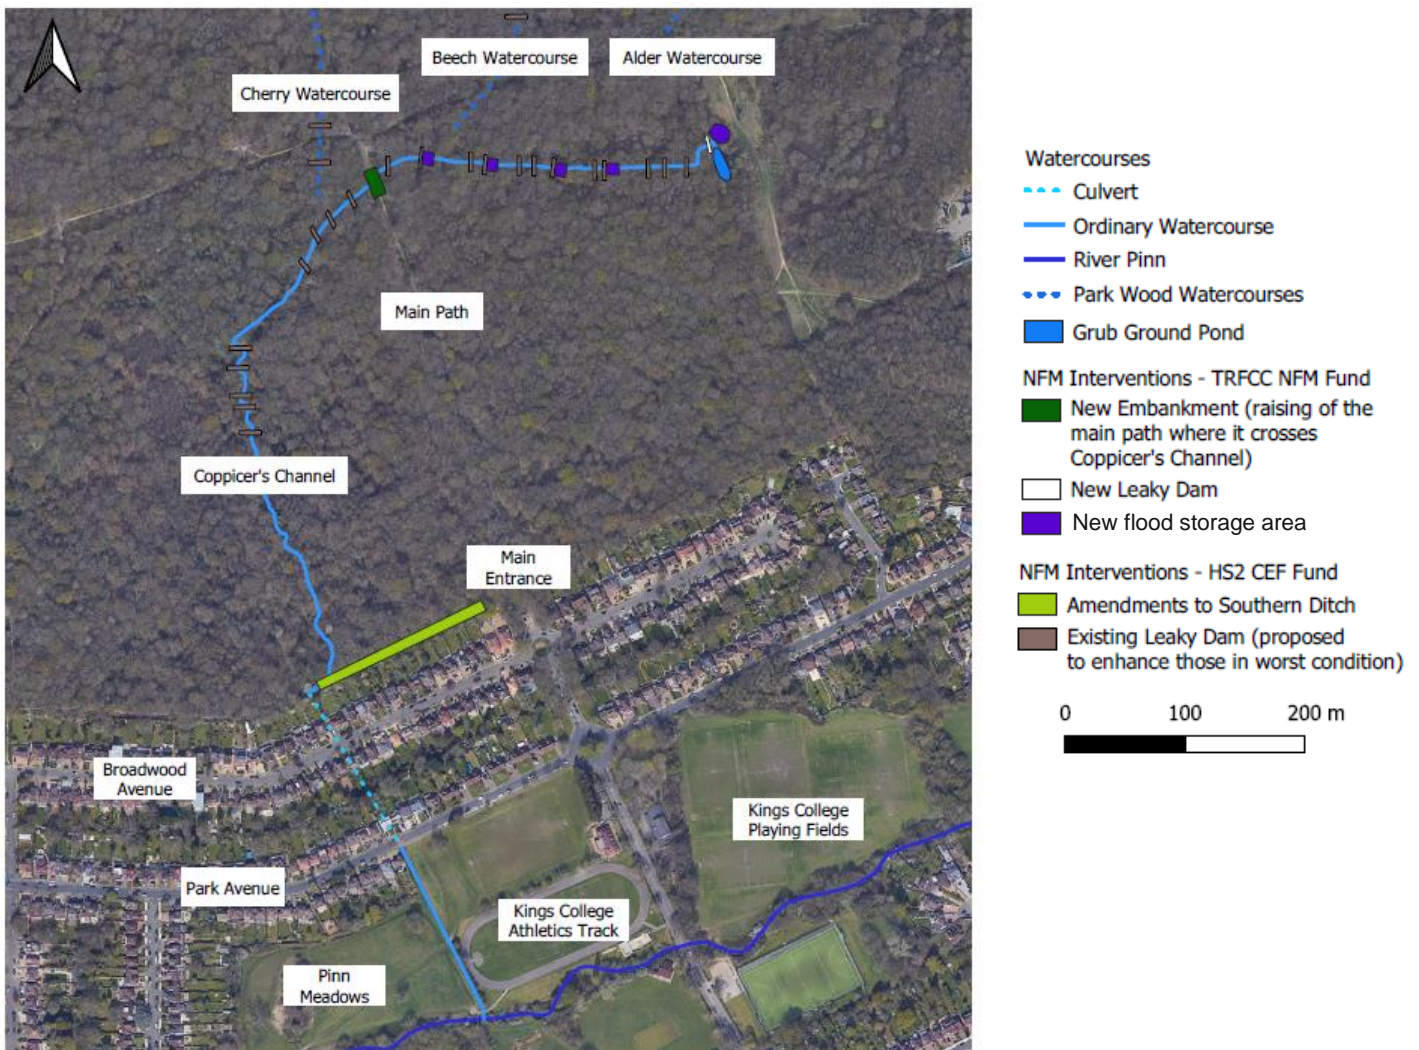 Beech Watercourse
Alder Watercourse
Cherry Watercourse
Main Path
Coppicer's Channel
Main
Entrance
Broadwood
Avenue
Kings College
Playing Fields
Park Avenue
Kings College
Athletics Track
Pinn
Meadows
Watercourses
Culvert
Ordinary Watercourse
River Pinn
Park Wood Watercourses
Grub Ground Pond
NFM Interventions - TRFCC NFM Fund
New Embankment (raising of the
main path where it crosses
Coppicer's Channel)
New Leaky Dam
New flood storage area
NFM Interventions - HS2 CEF Fund
Amendments to Southern Ditch
Existing Leaky Dam (proposed
to enhance those in worst condition)
0 100 200 m